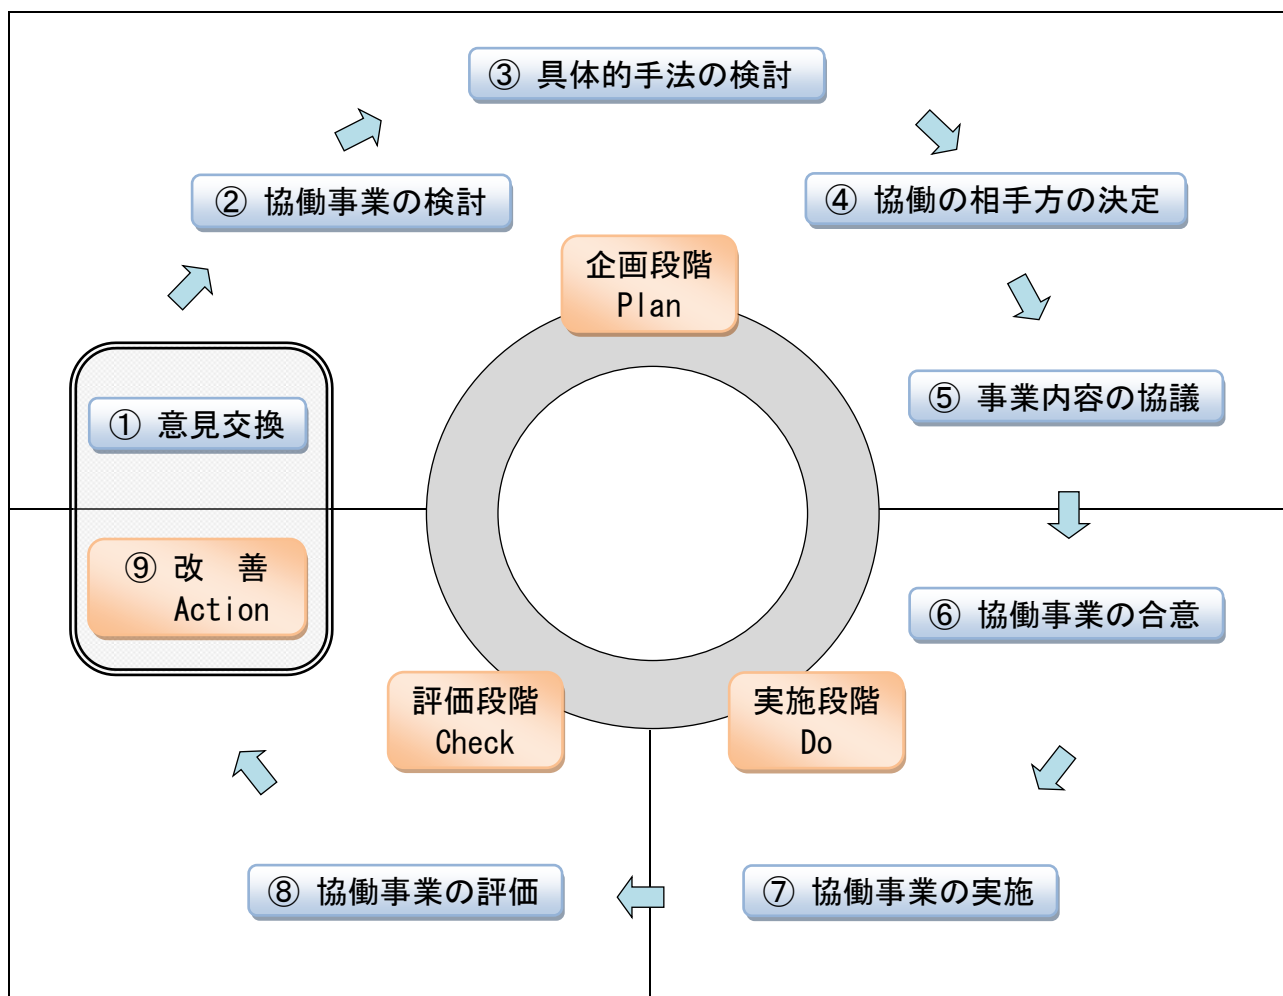 ③ 具体的手法の検討
② 協働事業の検討
④ 協働の相手方の決定
企画段階
Plan
① 意見交換
⑤ 事業内容の協議
⑨ 改　善
Action
⑥ 協働事業の合意
評価段階
Check
実施段階
Do
⑧ 協働事業の評価
⑦ 協働事業の実施